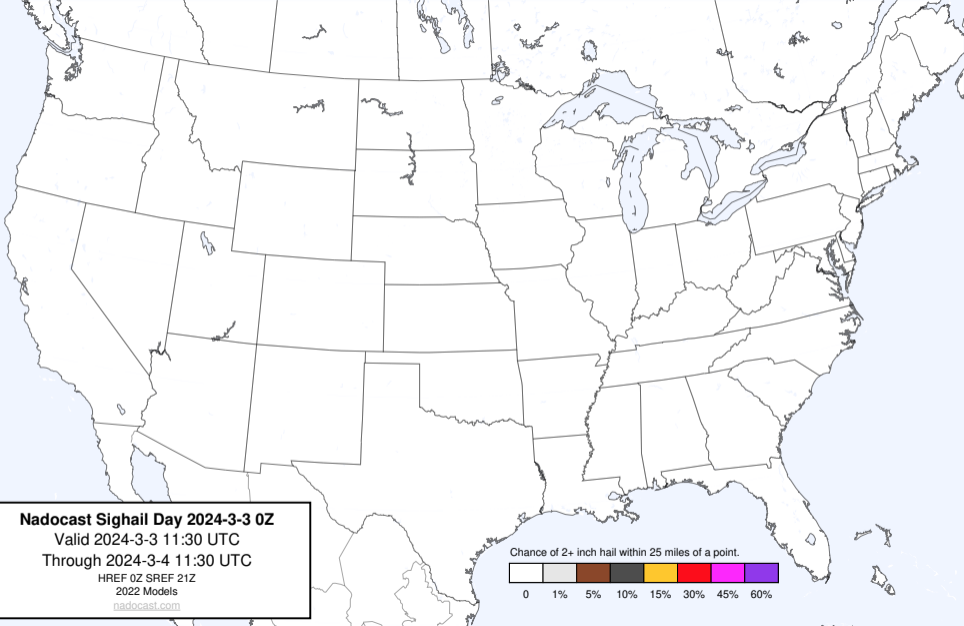 Nadocast Sighail Day 2024-3-3 0Z
Valid 2024-3-3 11:30 UTC
Through 2024-3-4 11:30 UTC
HREF 0Z SREF 21Z
2022 Models
nadocast.com
Chance of 2+ inch hail within 25 miles of a point.
0 1% 5% 10% 15% 30% 45% 60%